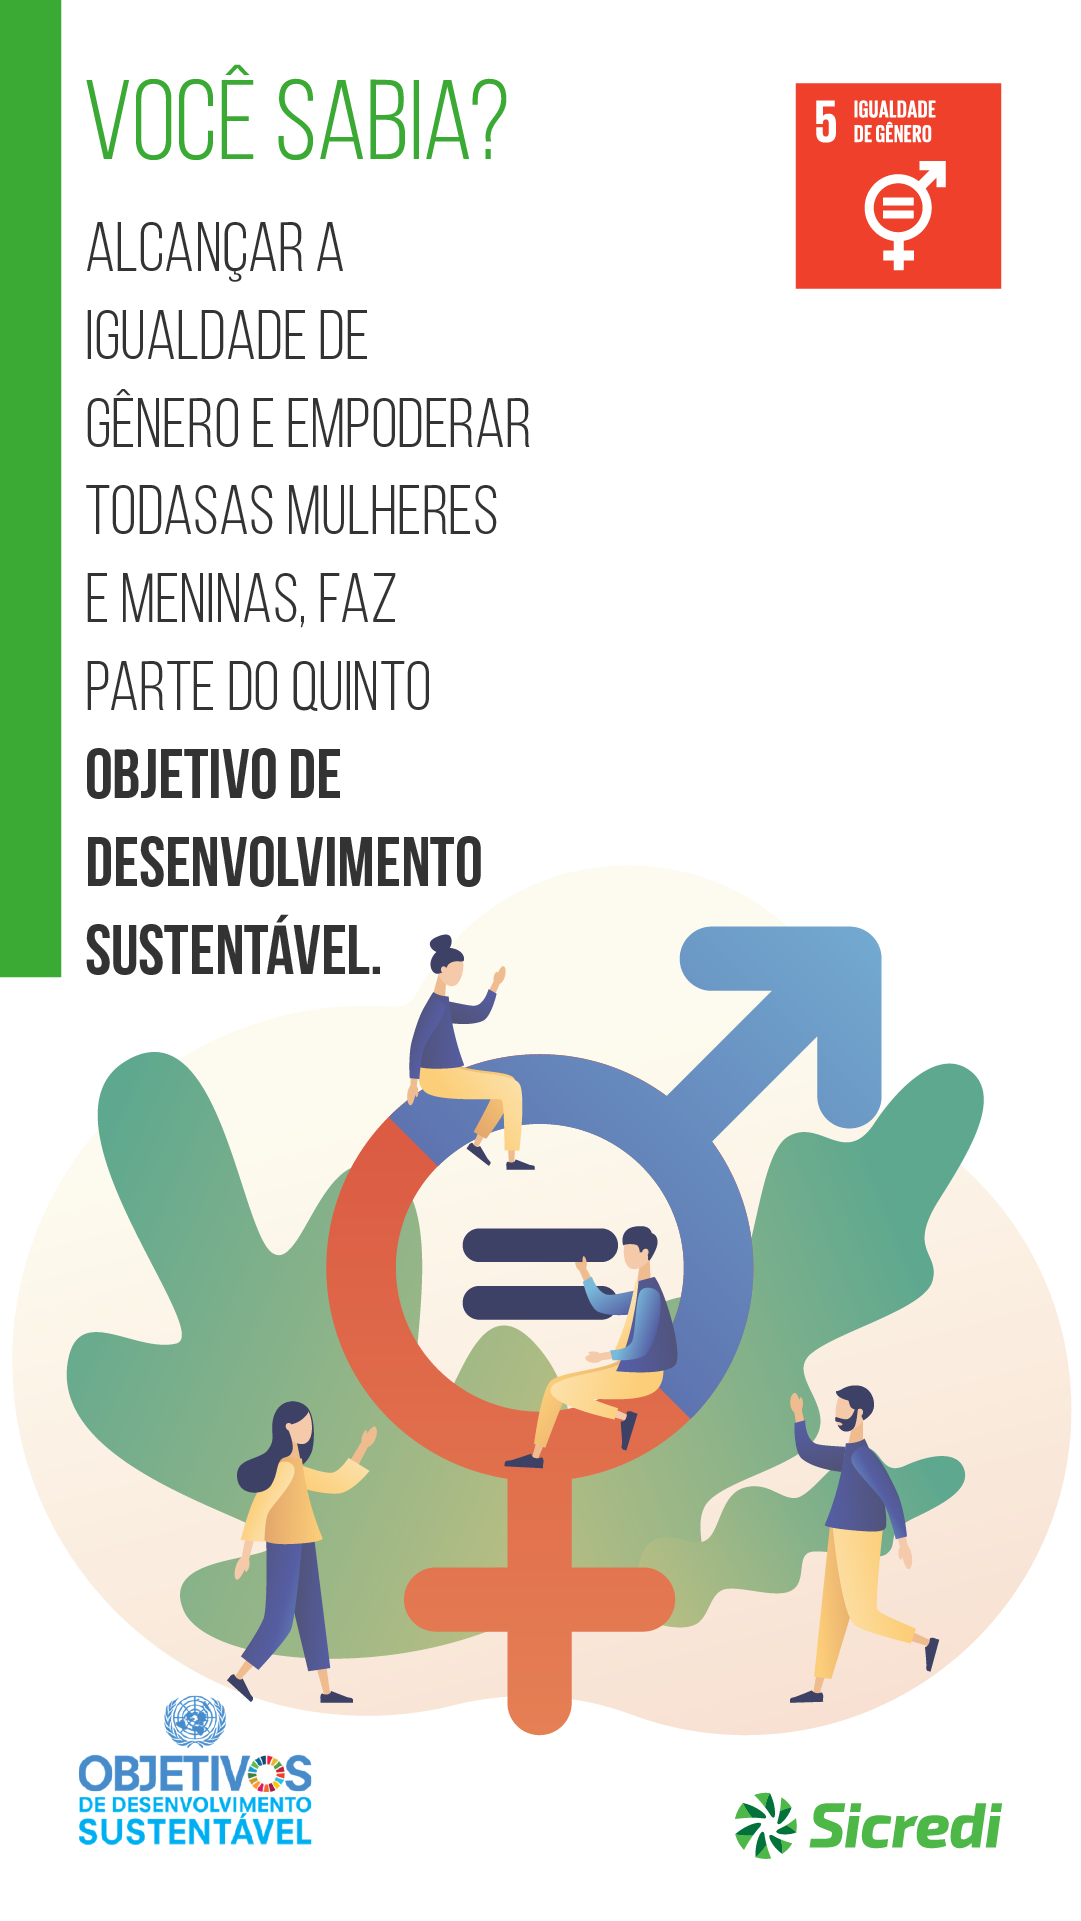 VOCÊ SABIA?
ALCANÇAR A
IGUALDADE DE
GÊNERO E EMPODERAR
TODASAS MULHERES
E MENINAS, FAZ
PARTE DO QUINTO
OBJETIVO DE
DESENVOLVIMENTO
SUSTENTÁVEL.
5 IGUALDADE
DE GÊNERO
OBJETIVOS
DE DESENVOLVIMENTO
SUSTENTÁVEL
Sicredi